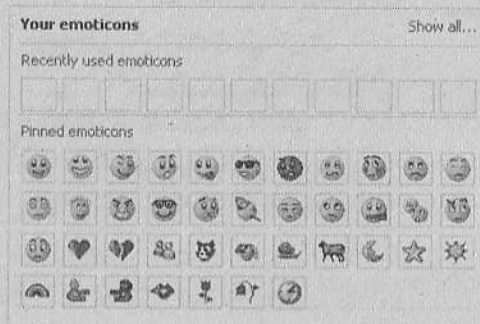 Your emoticons
Show all...
Recently used emoticons
Pinned emoticons